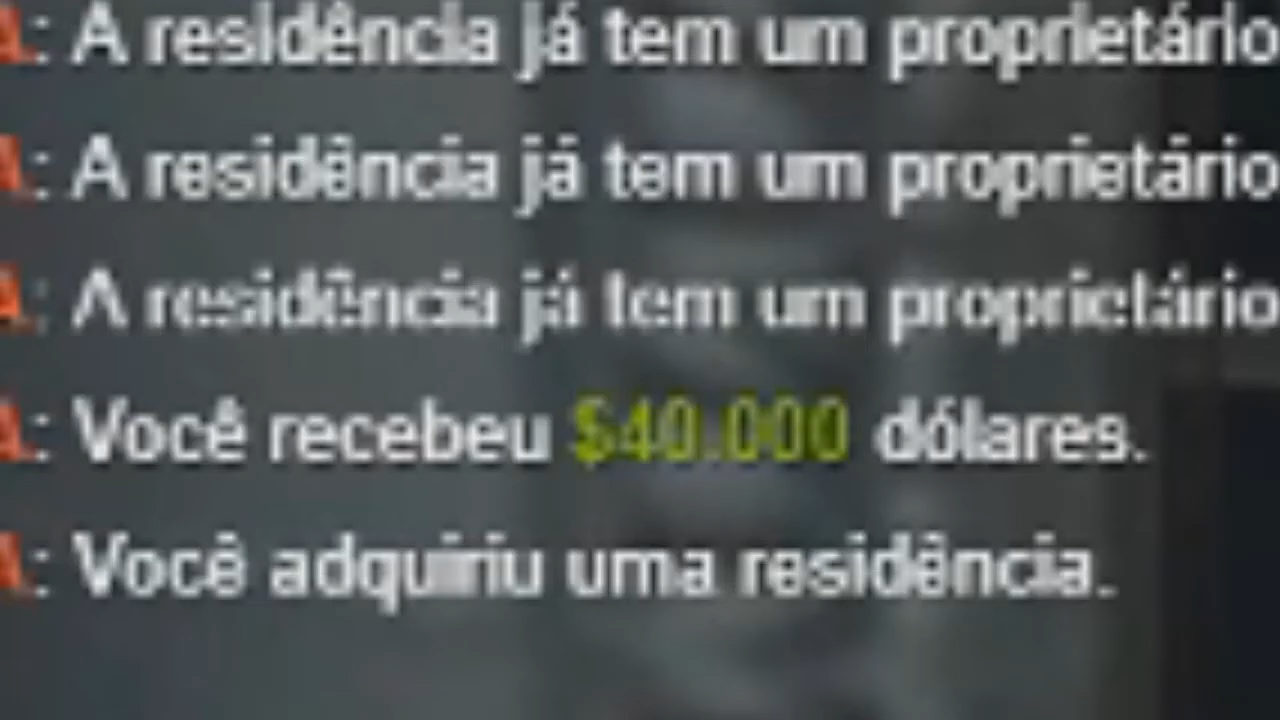 A: A residência já tem um proprietário
A: A residência já tem um proprietário
A: A residência já tem um proprietário
A: Você recebeu $40.000 dólares.
A: Você adquiriu uma residência.